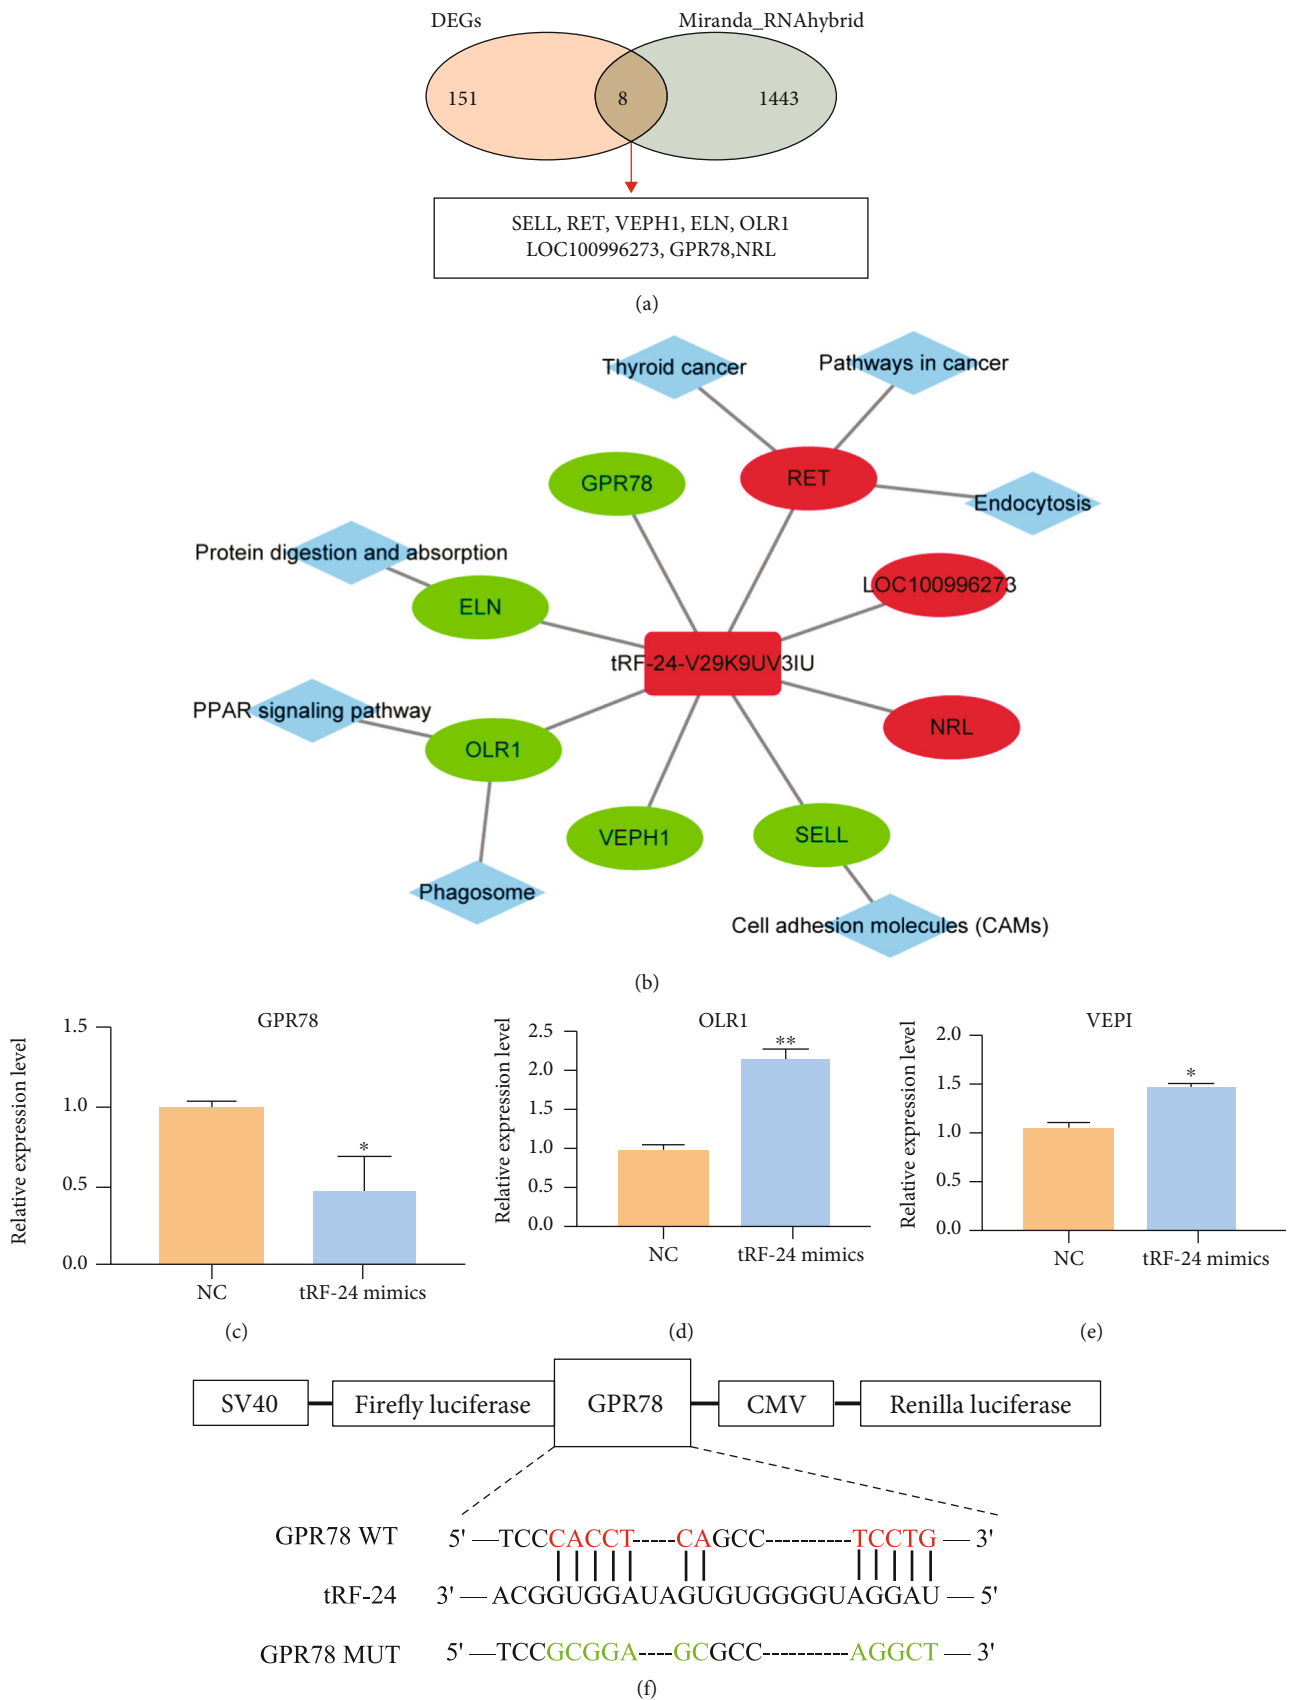 DEGs Miranda_RNAhybrid
151 8 1443
SELL, RET, VEPH1, ELN, OLR1
LOC100996273, GPR78,NRL
(a)
Thyroid cancer
Pathways in cancer
GPR78
RET
Endocytosis
Protein digestion and absorption
ELN
LOC100996273
tRF-24-V29K9UV3IU
PPAR signaling pathway
OLR1
NRL
VEPH1
SELL
Phagosome
Cell adhesion molecules (CAMs)
(b)
GPR78
Relative expression level
1.5
1.0
0.5
0.0
*
NC
tRF-24 mimics
(c)
OLR1
Relative expression level
2.5
2.0
1.5
1.0
0.5
0.0
**
NC
tRF-24 mimics
(d)
VEPI
Relative expression level
2.0
1.5
1.0
0.5
0.0
*
NC
tRF-24 mimics
(e)
SV40 Firefly luciferase GPR78 CMV Renilla luciferase
GPR78 WT 5' — TCCCACCT-----CAGCC----------TCCTG — 3'
tRF-24 3' — ACGGUGGAUAGUGUGGGGUAGGAU — 5'
GPR78 MUT 5' — TCCGCGGA----GCGCC----------AGGCT — 3'
(f)